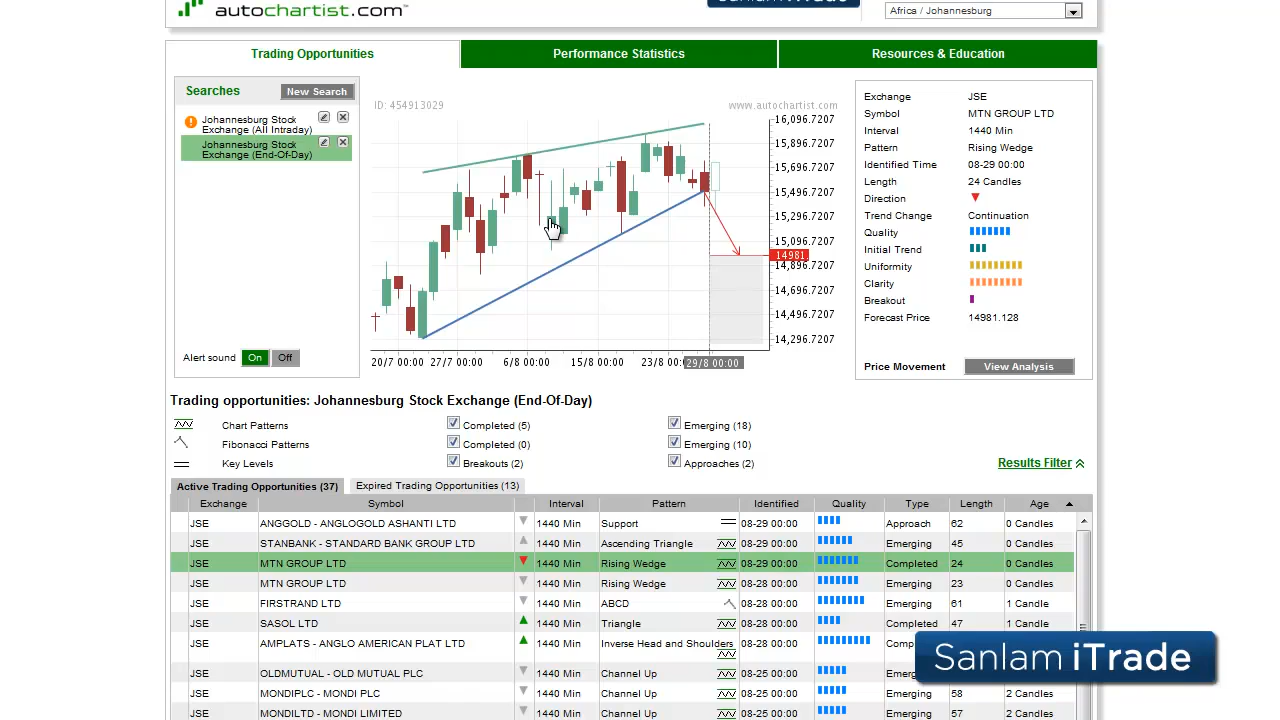 autochartist.com™
Sanlam iTrade
Africa / Johannesburg
Trading Opportunities
Performance Statistics
Resources & Education
Searches
New Search
Johannesburg Stock
Exchange (All Intraday)
Johannesburg Stock
Exchange (End-Of-Day)
Alert sound On Off
ID: 454913029
www.autochartist.com
16,096.7207
15,896.7207
15,696.7207
15,496.7207
15,296.7207
15,096.7207
14981
14,896.7207
14,696.7207
14,496.7207
14,296.7207
20/7 00:00 27/7 00:00 6/8 00:00 15/8 00:00 23/8 29/8 00:00
Exchange JSE
Symbol MTN GROUP LTD
Interval 1440 Min
Pattern Rising Wedge
Identified Time 08-29 00:00
Length 24 Candles
Direction
Trend Change Continuation
Quality
Initial Trend
Uniformity
Clarity
Breakout
Forecast Price 14981.128
Price Movement View Analysis
Trading opportunities: Johannesburg Stock Exchange (End-Of-Day)
Chart Patterns Completed (5) Emerging (18)
Fibonacci Patterns Completed (0) Emerging (10)
Key Levels Breakouts (2) Approaches (2)
Results Filter
Active Trading Opportunities (37) Expired Trading Opportunities (13)
Exchange Symbol Interval Pattern Identified Quality Type Length Age
JSE ANGGOLD - ANGLOGOLD ASHANTI LTD 1440 Min Support 08-29 00:00 Approach 62 0 Candles
JSE STANBANK - STANDARD BANK GROUP LTD 1440 Min Ascending Triangle 08-29 00:00 Emerging 45 0 Candles
JSE MTN GROUP LTD 1440 Min Rising Wedge 08-29 00:00 Completed 24 0 Candles
JSE MTN GROUP LTD 1440 Min Rising Wedge 08-28 00:00 Emerging 23 0 Candles
JSE FIRSTRAND LTD 1440 Min ABCD 08-28 00:00 Emerging 61 1 Candle
JSE SASOL LTD 1440 Min Triangle 08-28 00:00 Completed 47 1 Candle
JSE AMPLATS - ANGLO AMERICAN PLAT LTD 1440 Min Inverse Head and Shoulders 08-28 00:00
JSE OLDMUTUAL - OLD MUTUAL PLC 1440 Min Channel Up 08-25 00:00 Emerging
JSE MONDIPLC - MONDI PLC 1440 Min Channel Up 08-25 00:00 Emerging 58 2 Candles
JSE MONDILTD - MONDI LIMITED 1440 Min Channel Up 08-25 00:00 Emerging 57 2 Candles
Sanlam iTrade